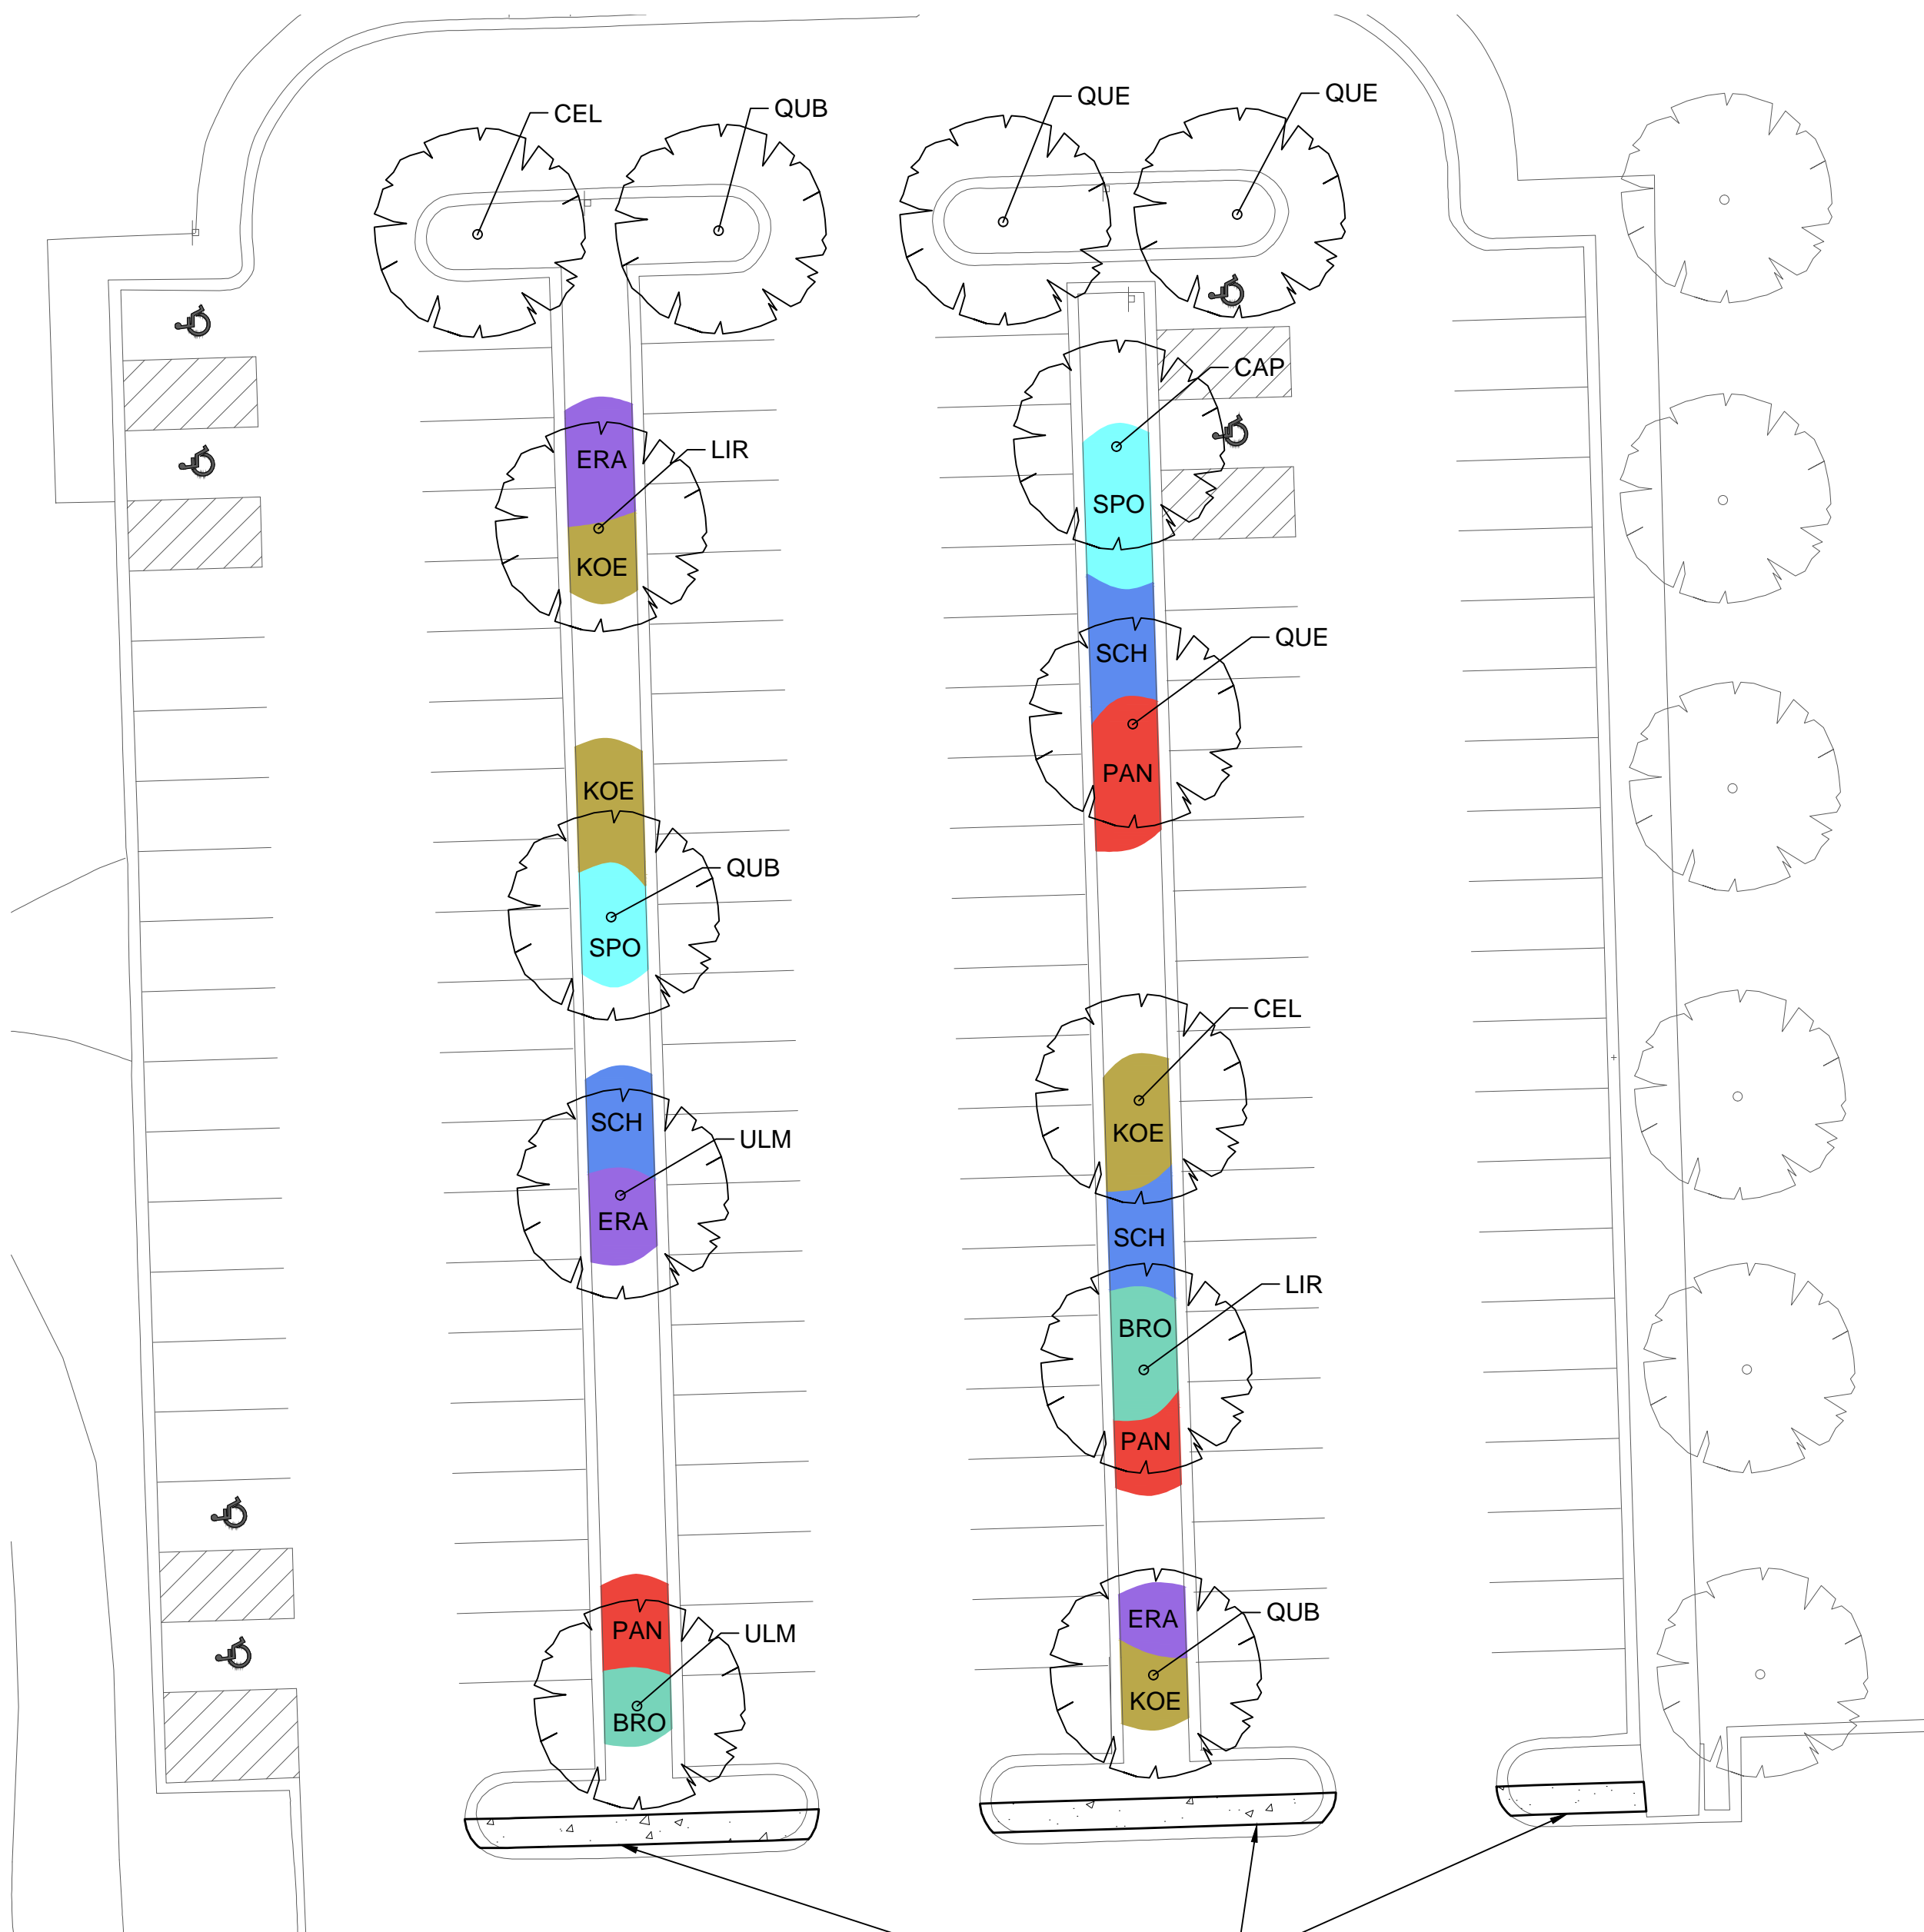 CEL
QUB
QUE
QUE
CAP
ERA
LIR
SPO
KOE
QUE
SCH
PAN
KOE
QUB
SPO
CEL
SCH
ULM
KOE
ERA
SCH
LIR
BRO
PAN
ERA
QUB
PAN
ULM
KOE
BRO